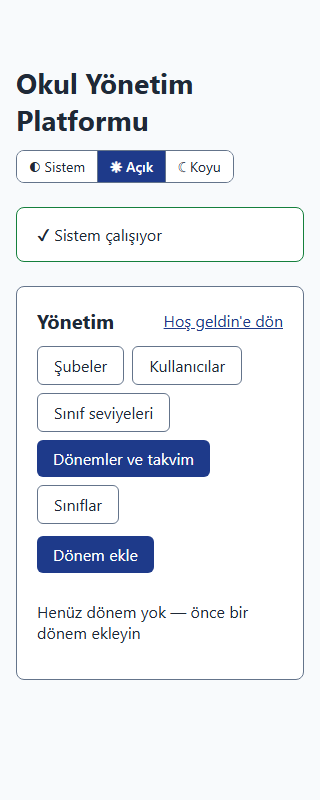 Okul Yönetim
Platformu
◐ Sistem ❋ Açık ☾ Koyu
✓ Sistem çalışıyor
Yönetim Hoş geldin'e dön
Şubeler Kullanıcılar
Sınıf seviyeleri
Dönemler ve takvim
Sınıflar
Dönem ekle
Henüz dönem yok — önce bir
dönem ekleyin